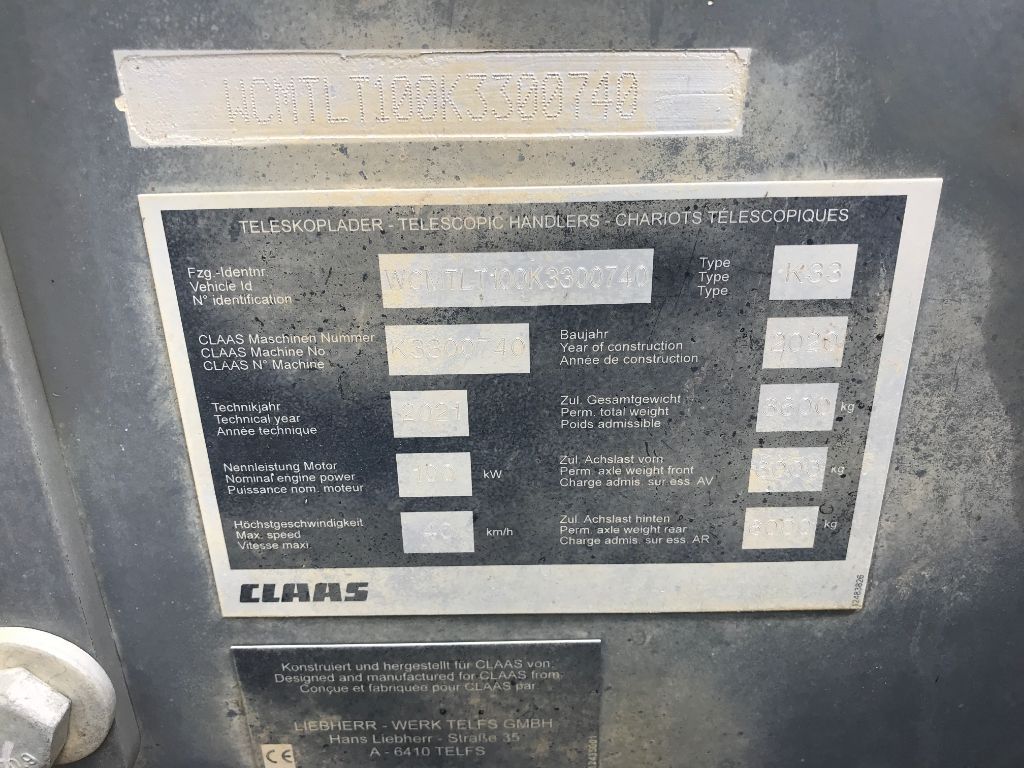 WCMTLT100K3300740
TELESKOPLADER - TELESCOPIC HANDLERS - CHARIOTS TÉLESCOPIQUES
Fzg.-Identnr.
Vehicle Id
N° identification
WCMTLT100K3300740
Type
Type
Type
K33
CLAAS Maschinen Nummer
CLAAS Machine No
CLAAS N° Machine
K3300740
Baujahr
Year of construction
Année de construction
2020
Technikjahr
Technical year
Année technique
2021
Zul. Gesamtgewicht
Perm. total weight
Poids admissible
kg
Nennleistung Motor
Nominal engine power
Puissance nom. moteur
100
kW
Zul. Achslast vorn
Perm. axle weight front
Charge admis. sur ess. AV
kg
Höchstgeschwindigkeit
Max. speed
Vitesse maxi.
40
km/h
Zul. Achslast hinten
Perm. axle weight rear
Charge admis. sur ess. AR
kg
CLAAS
Konstruiert und hergestellt für CLAAS von:
Designed and manufactured for CLAAS from:
Conçue et fabriquée pour CLAAS par
LIEBHERR - WERK TELFS GMBH
Hans Liebherr - Straße 35
A - 6410 TELFS
CE